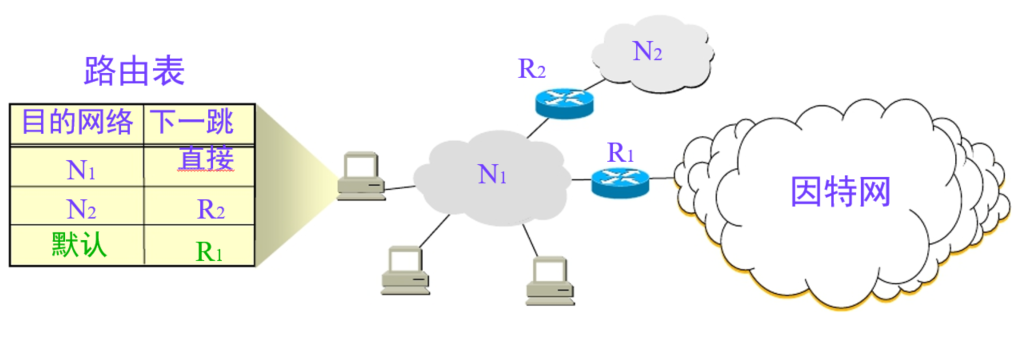 路由表
目的网络 下一跳
N1 直接
N2 R2
默认 R1
R2
N2
N1
R1
因特网